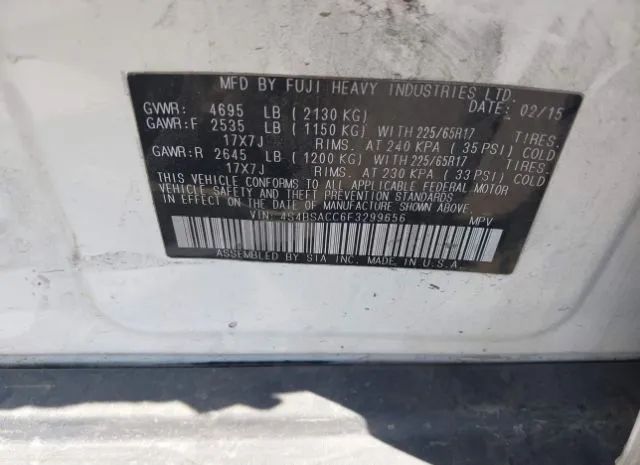 MFD BY FUJI HEAVY INDUSTRIES LTD.
DATE: 02/15
GVWR: 4695 LB (2130 KG)
GAWR:F 2535 LB (1150 KG) WITH 225/65R17 TIRES.
17X7J RIMS. AT 240 KPA (35 PSI) COLD
GAWR:R 2645 LB (1200 KG) WITH 225/65R17 TIRES.
17X7J RIMS. AT 230 KPA (33 PSI) COLD
THIS VEHICLE CONFORMS TO ALL APPLICABLE FEDERAL MOTOR
VEHICLE SAFETY AND THEFT PREVENTION STANDARDS
IN EFFECT ON THE DATE OF MANUFACTURE SHOWN ABOVE.
VIN: 4S4BSACC6F3299656 MPV
ASSEMBLED BY SIA INC. MADE IN U.S.A.